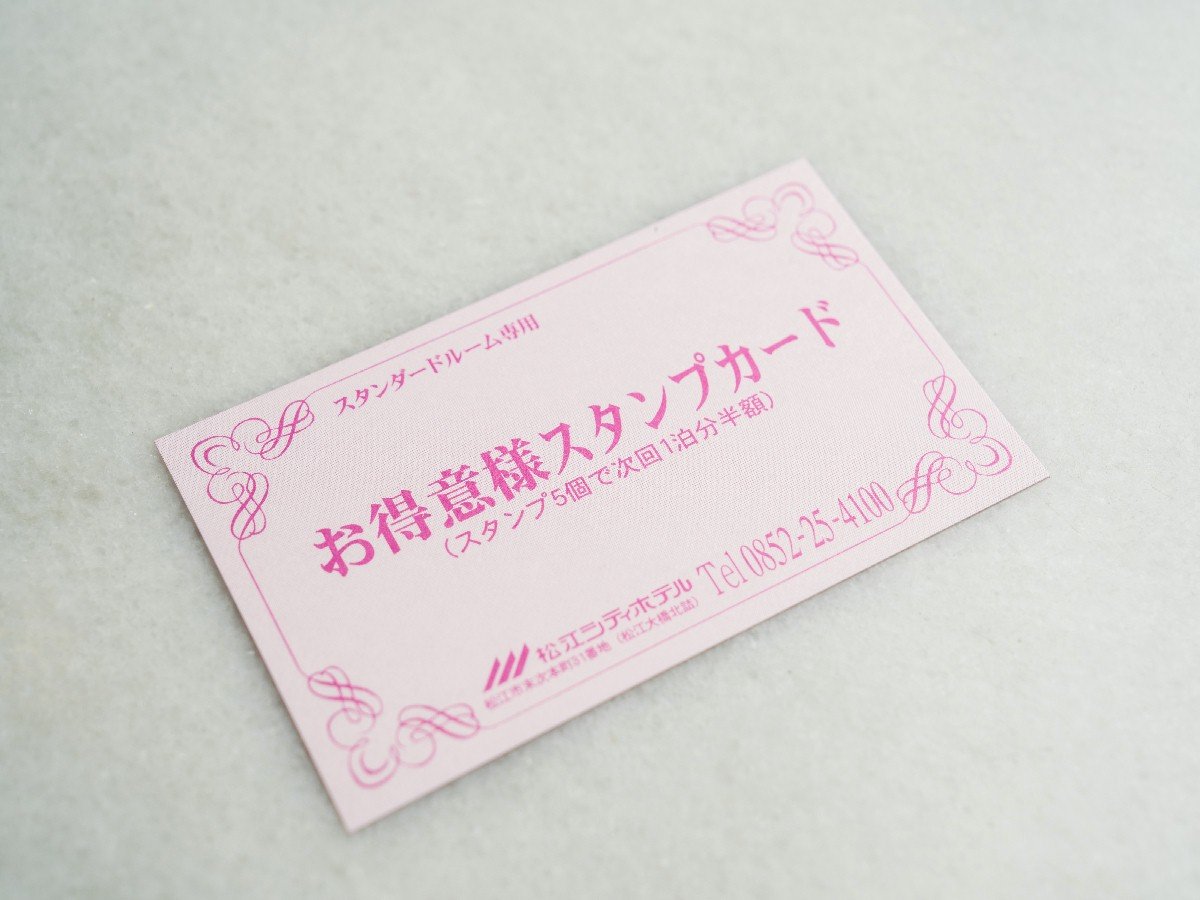 スタンダードルーム専用
お得意様スタンプカード
（スタンプ5個で次回1泊分半額）
松江シティホテル Tel 0852-25-4100
松江市末次本町31番地（松江大橋北詰）